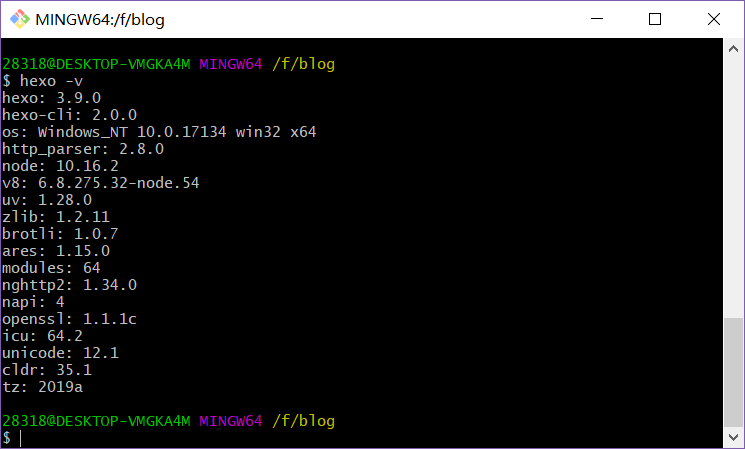 MINGW64:/f/blog
28318@DESKTOP-VMGKA4M MINGW64 /f/blog
$ hexo -v
hexo: 3.9.0
hexo-cli: 2.0.0
os: Windows_NT 10.0.17134 win32 x64
http_parser: 2.8.0
node: 10.16.2
v8: 6.8.275.32-node.54
uv: 1.28.0
zlib: 1.2.11
brotli: 1.0.7
ares: 1.15.0
modules: 64
nghttp2: 1.34.0
napi: 4
openssl: 1.1.1c
icu: 64.2
unicode: 12.1
cldr: 35.1
tz: 2019a
28318@DESKTOP-VMGKA4M MINGW64 /f/blog
$